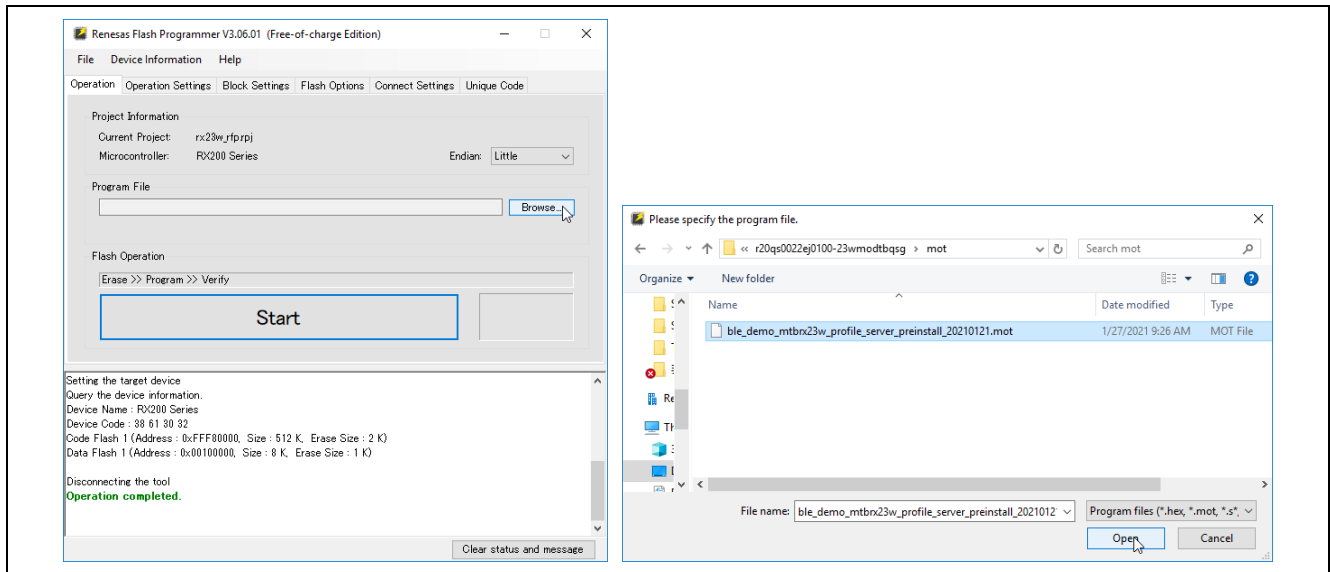 Renesas Flash Programmer V3.06.01 (Free-of-charge Edition)
File Device Information Help
Operation Operation Settings Block Settings Flash Options Connect Settings Unique Code
Project Information
Current Project: rx23w_rfp.rpj
Microcontroller: RX200 Series Endian: Little
Program File
Browse...
Flash Operation
Erase >> Program >> Verify
Start
Setting the target device
Query the device information.
Device Name : RX200 Series
Device Code : 38 61 30 32
Code Flash 1 (Address : 0xFFF80000, Size : 512 K, Erase Size : 2 K)
Data Flash 1 (Address : 0x00100000, Size : 8 K, Erase Size : 1 K)
Disconnecting the tool
Operation completed.
Clear status and message
Please specify the program file.
« r20qs0022ej0100-23wmodtbqsg › mot Search mot
Organize New folder
Name Date modified Type
ble_demo_mtbrx23w_profile_server_preinstall_20210121.mot 1/27/2021 9:26 AM MOT File
Re
File name: ble_demo_mtbrx23w_profile_server_preinstall_2021012 Program files (*.hex, *.mot, *.s*,
Open Cancel